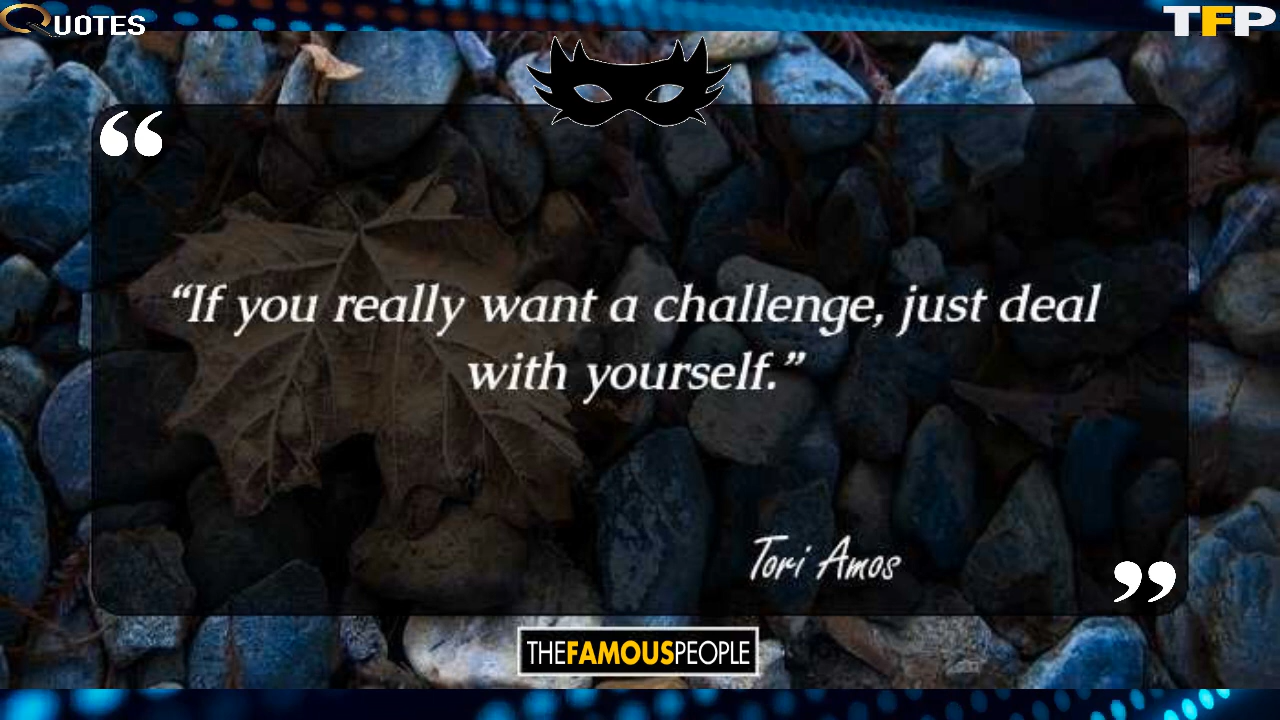 QUOTES
TFP
“
“If you really want a challenge, just deal
with yourself.”
Tori Amos
”
THEFAMOUSPEOPLE